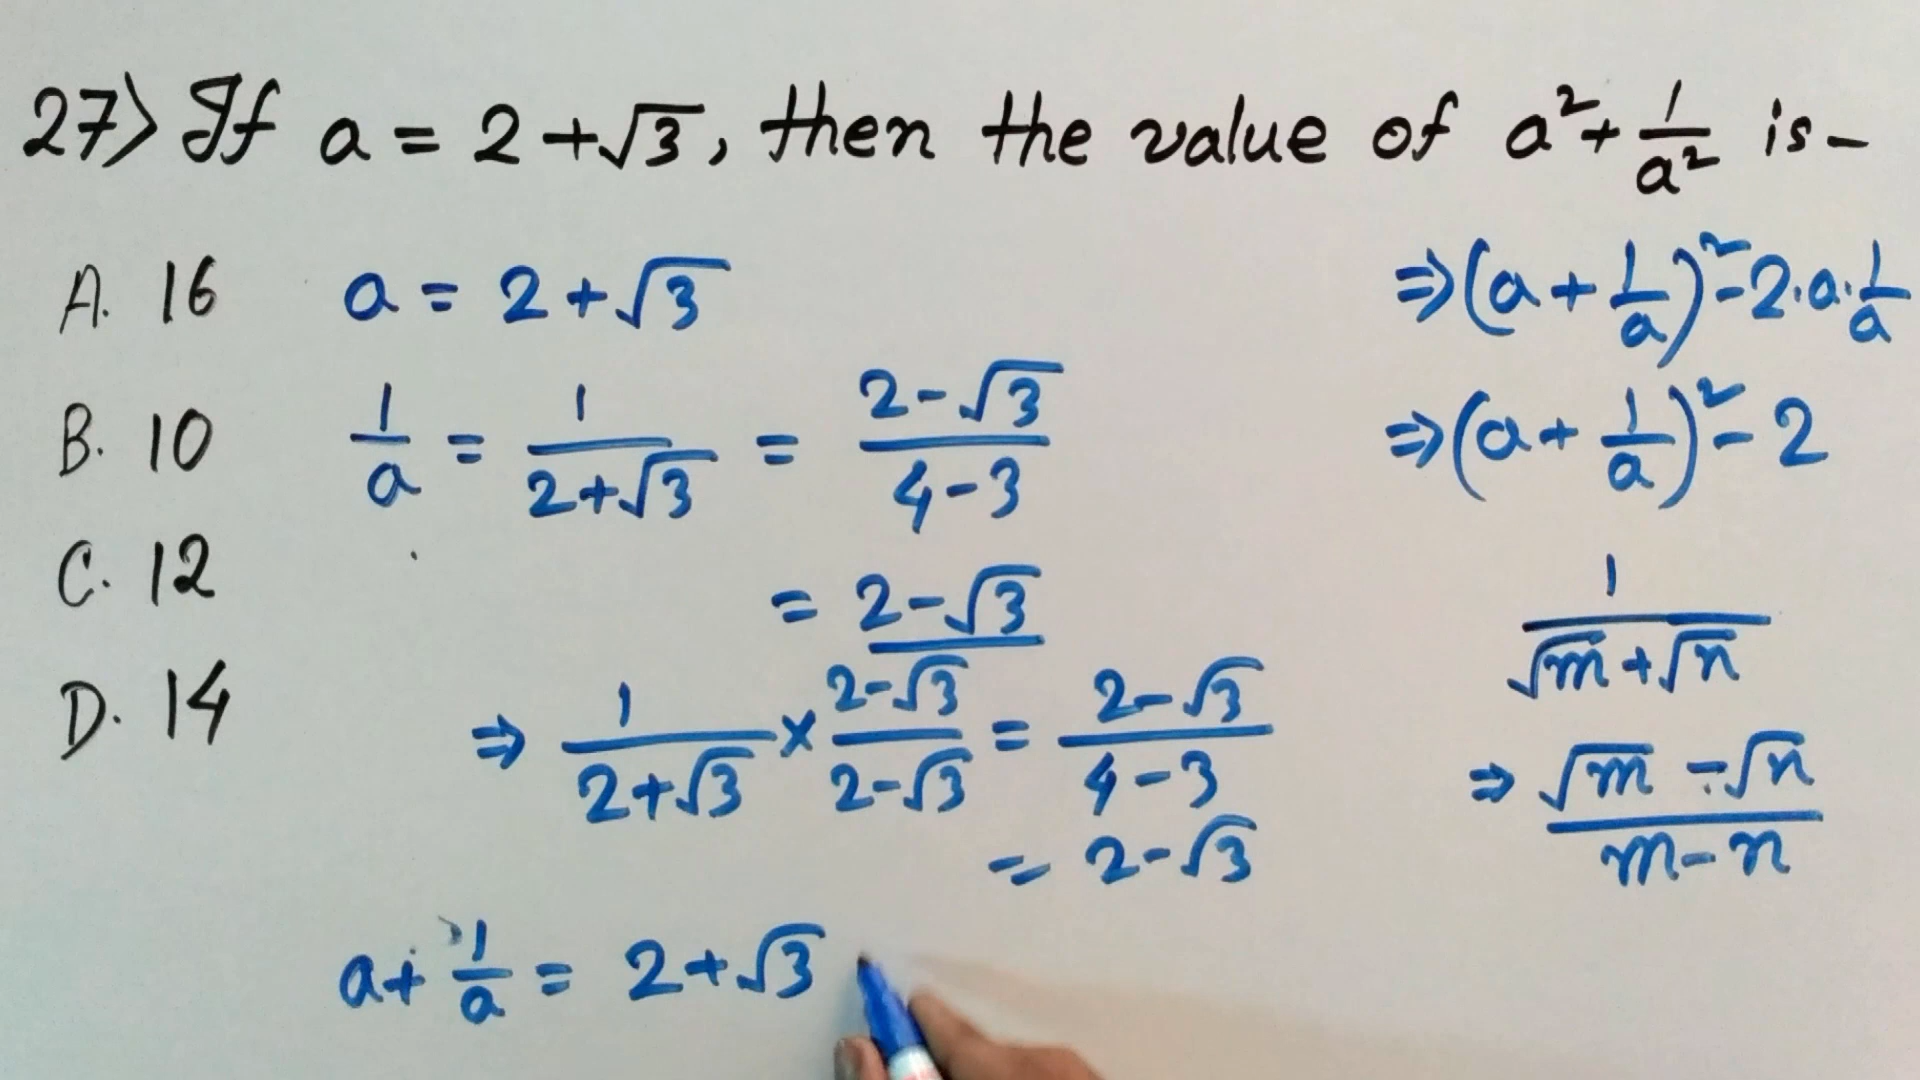 27) If a = 2 + √3, then the value of a² + 1/a² is -
A. 16
B. 10
C. 12
D. 14
a = 2 + √3
1/a = 1/(2+√3) = (2-√3)/(4-3)
= 2-√3
⇒ 1/(2+√3) × (2-√3)/(2-√3) = (2-√3)/(4-3)
= 2-√3
a + 1/a = 2+√3
⇒ (a + 1/a)² - 2.a.1/a
⇒ (a + 1/a)² - 2
1/(√m+√n)
⇒ (√m - √n)/(m-n)